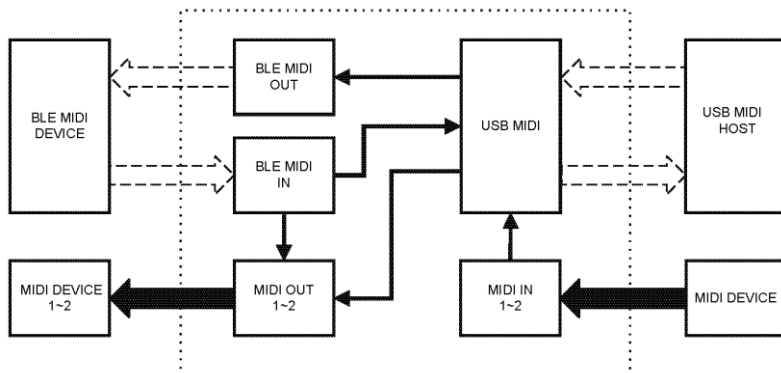 BLE MIDI
DEVICE
BLE MIDI
OUT
USB MIDI
USB MIDI
HOST
BLE MIDI
IN
MIDI DEVICE
1~2
MIDI OUT
1~2
MIDI IN
1~2
MIDI DEVICE